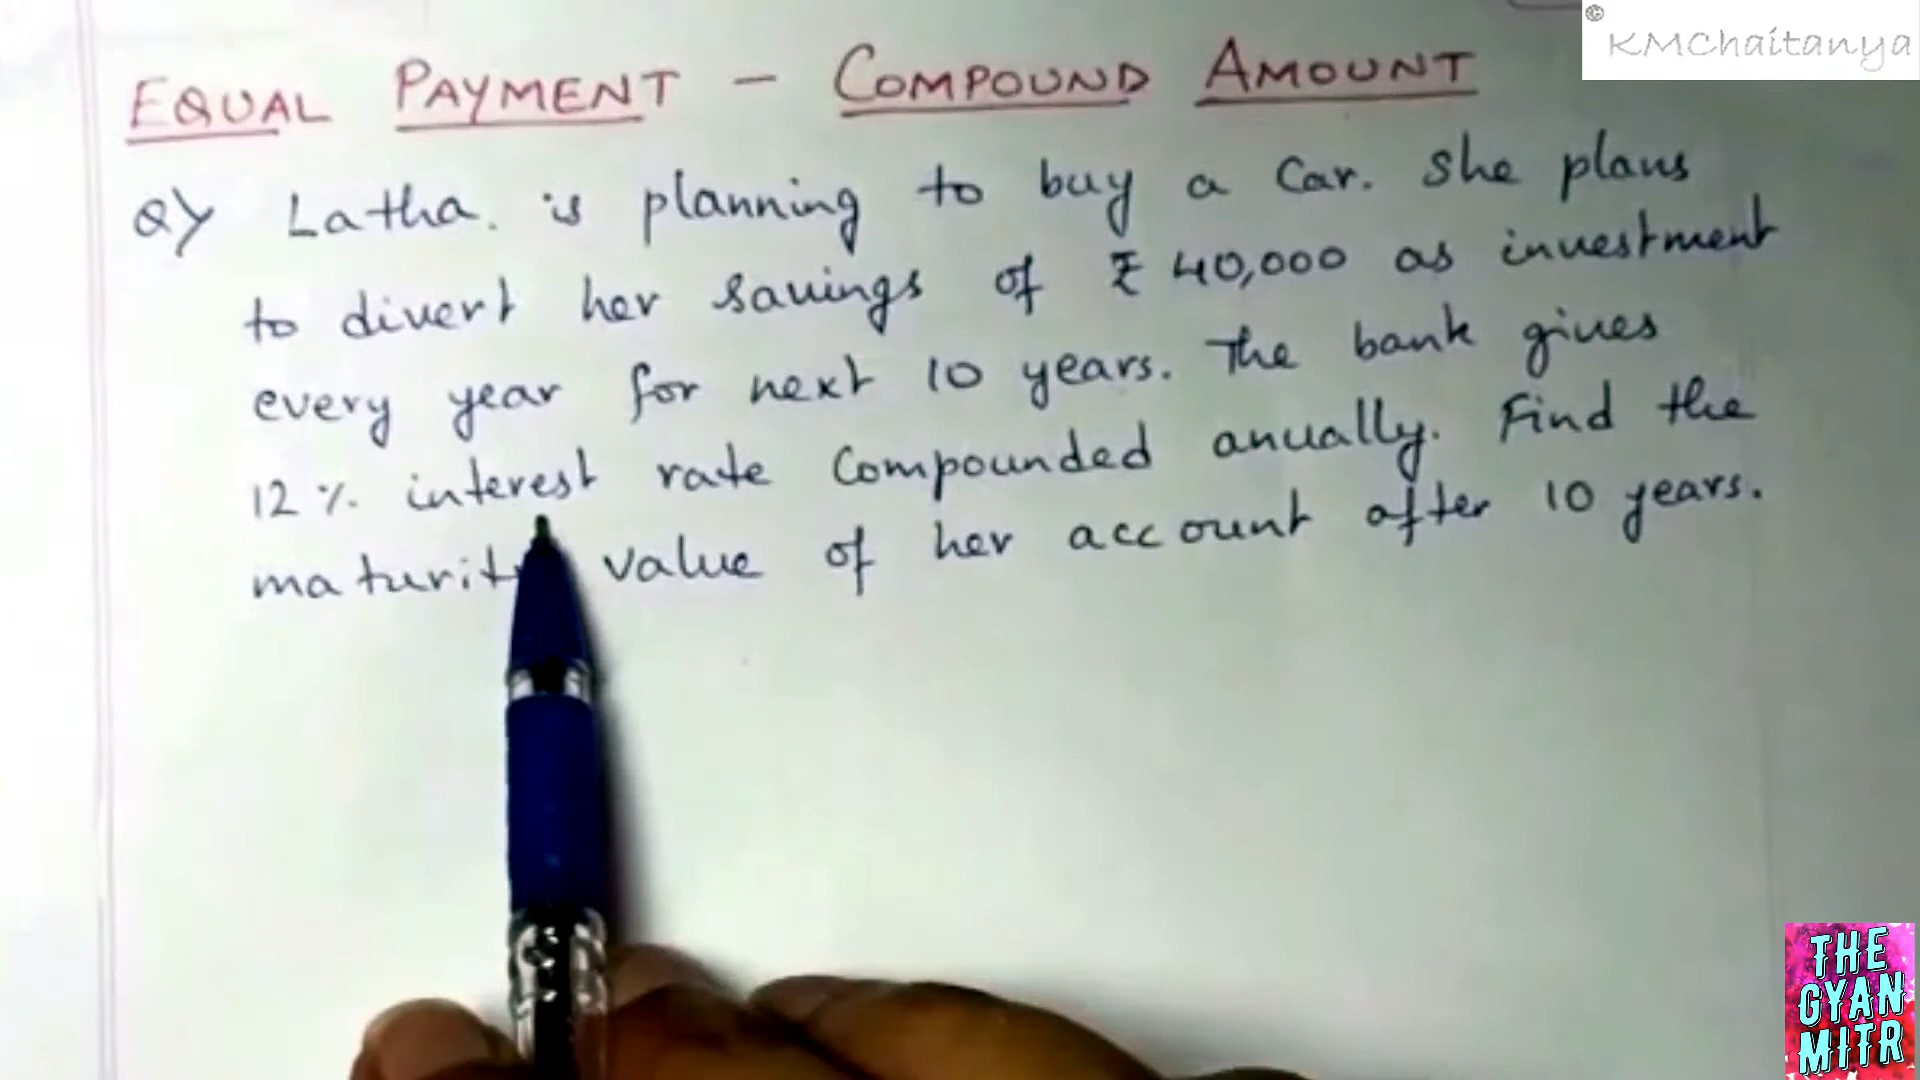 © KMChaitanya
EQUAL PAYMENT - COMPOUND AMOUNT
Q) Latha. is planning to buy a Car. She plans
to divert her savings of ₹ 40,000 as investment
every year for next 10 years. The bank gives
12 % interest rate Compounded anually. Find the
maturity value of her account after 10 years.
THE
GYAN
MITR